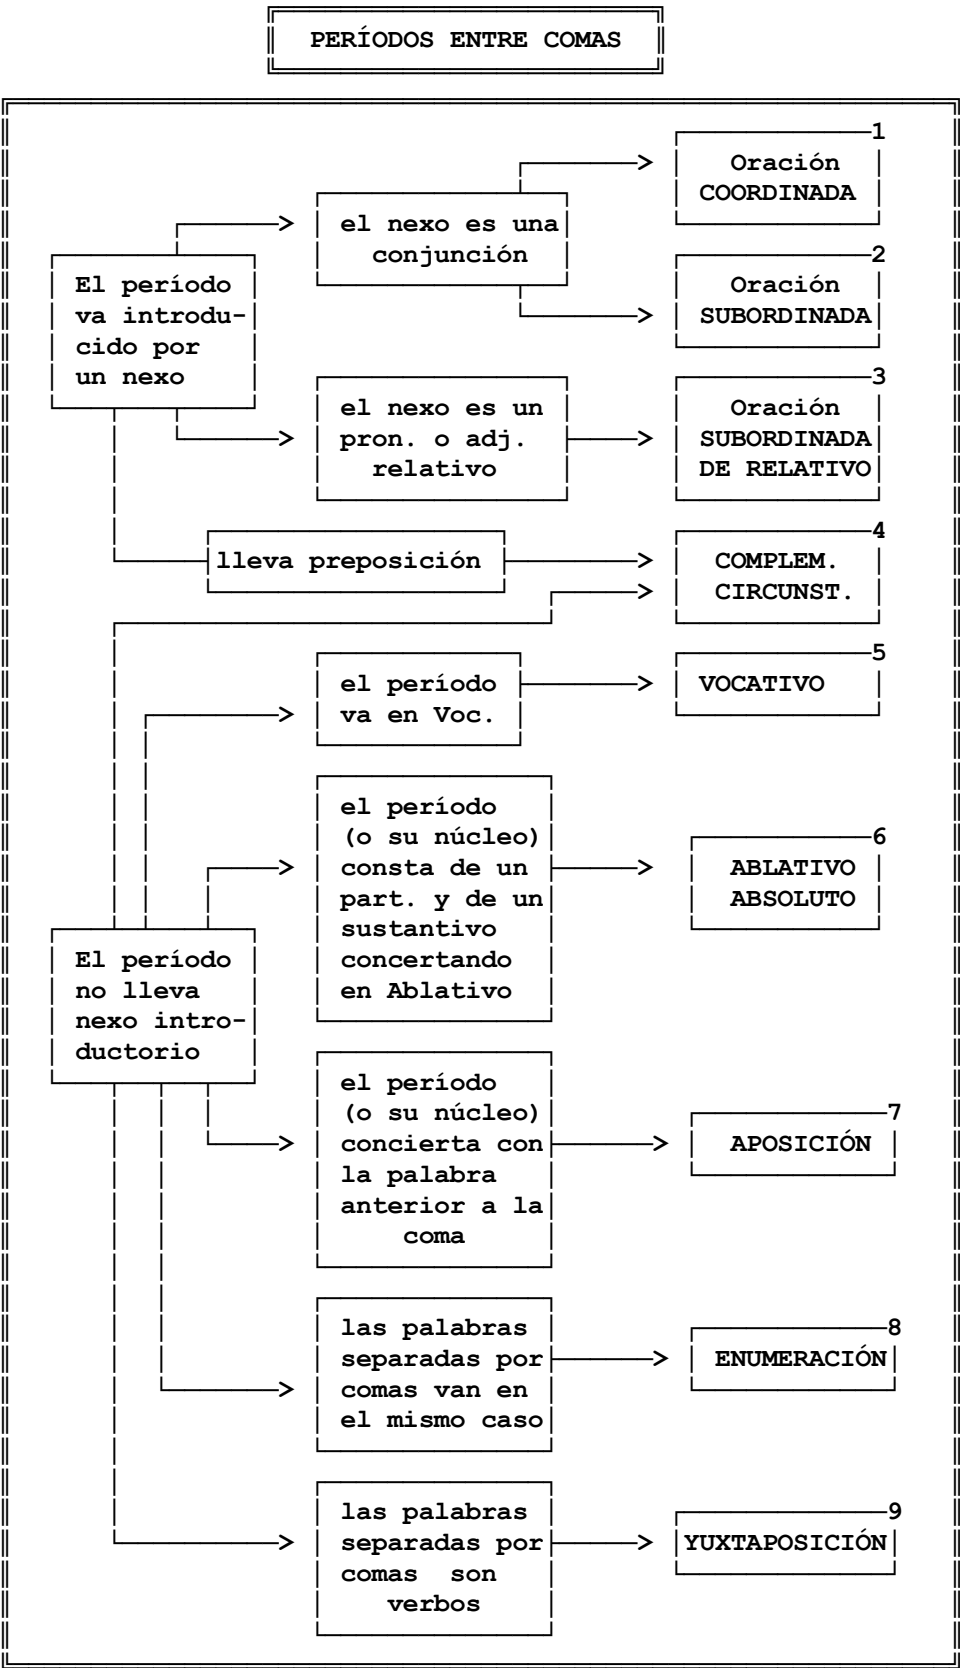 PERÍODOS ENTRE COMAS
El período
va introdu-
cido por
un nexo
el nexo es una
conjunción
1
Oración
COORDINADA
2
Oración
SUBORDINADA
el nexo es un
pron. o adj.
relativo
3
Oración
SUBORDINADA
DE RELATIVO
lleva preposición
4
COMPLEM.
CIRCUNST.
El período
no lleva
nexo intro-
ductorio
el período
va en Voc.
5
VOCATIVO
el período
(o su núcleo)
consta de un
part. y de un
sustantivo
concertando
en Ablativo
6
ABLATIVO
ABSOLUTO
el período
(o su núcleo)
concierta con
la palabra
anterior a la
coma
7
APOSICIÓN
las palabras
separadas por
comas van en
el mismo caso
8
ENUMERACIÓN
las palabras
separadas por
comas son
verbos
9
YUXTAPOSICIÓN